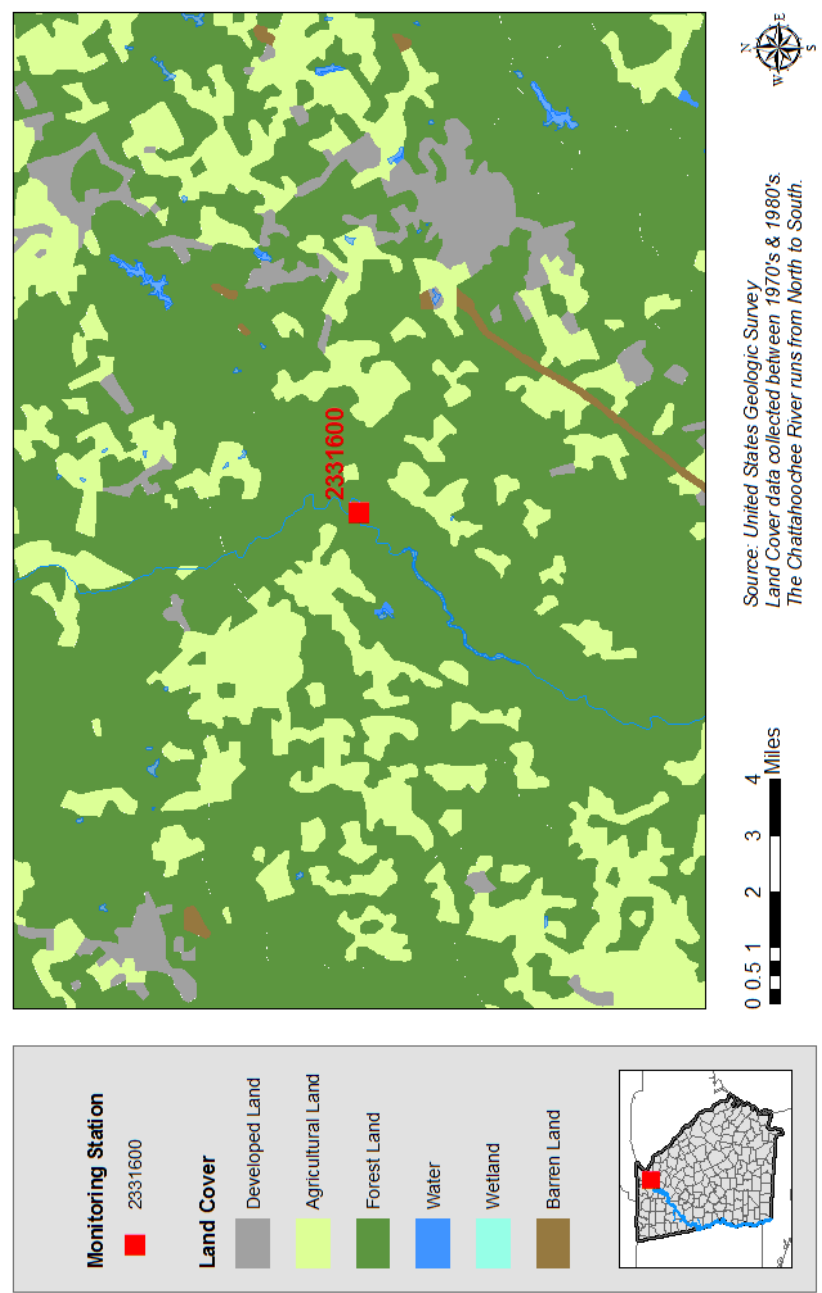 Monitoring Station
2331600
Land Cover
Developed Land
Agricultural Land
Forest Land
Water
Wetland
Barren Land
2331600
N
E
W
S
0 0.5 1 2 3 4
Miles
Source: United States Geologic Survey
Land Cover data collected between 1970's & 1980's.
The Chattahoochee River runs from North to South.